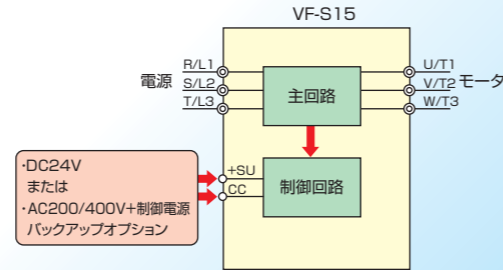 VF-S15
R/L1
S/L2
T/L3
電源
U/T1
V/T2
W/T3
モータ
主回路
+SU
CC
制御回路
・DC24V
または
・AC200/400V+制御電源
バックアップオプション